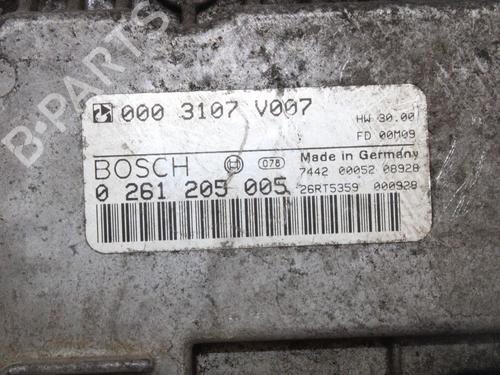 000 3107 V007
HW 30.00
FD 00M09
BOSCH
078
Made in Germany
7442 00052 08928
0 261 205 005
26RT5359 000928
B-PARTS